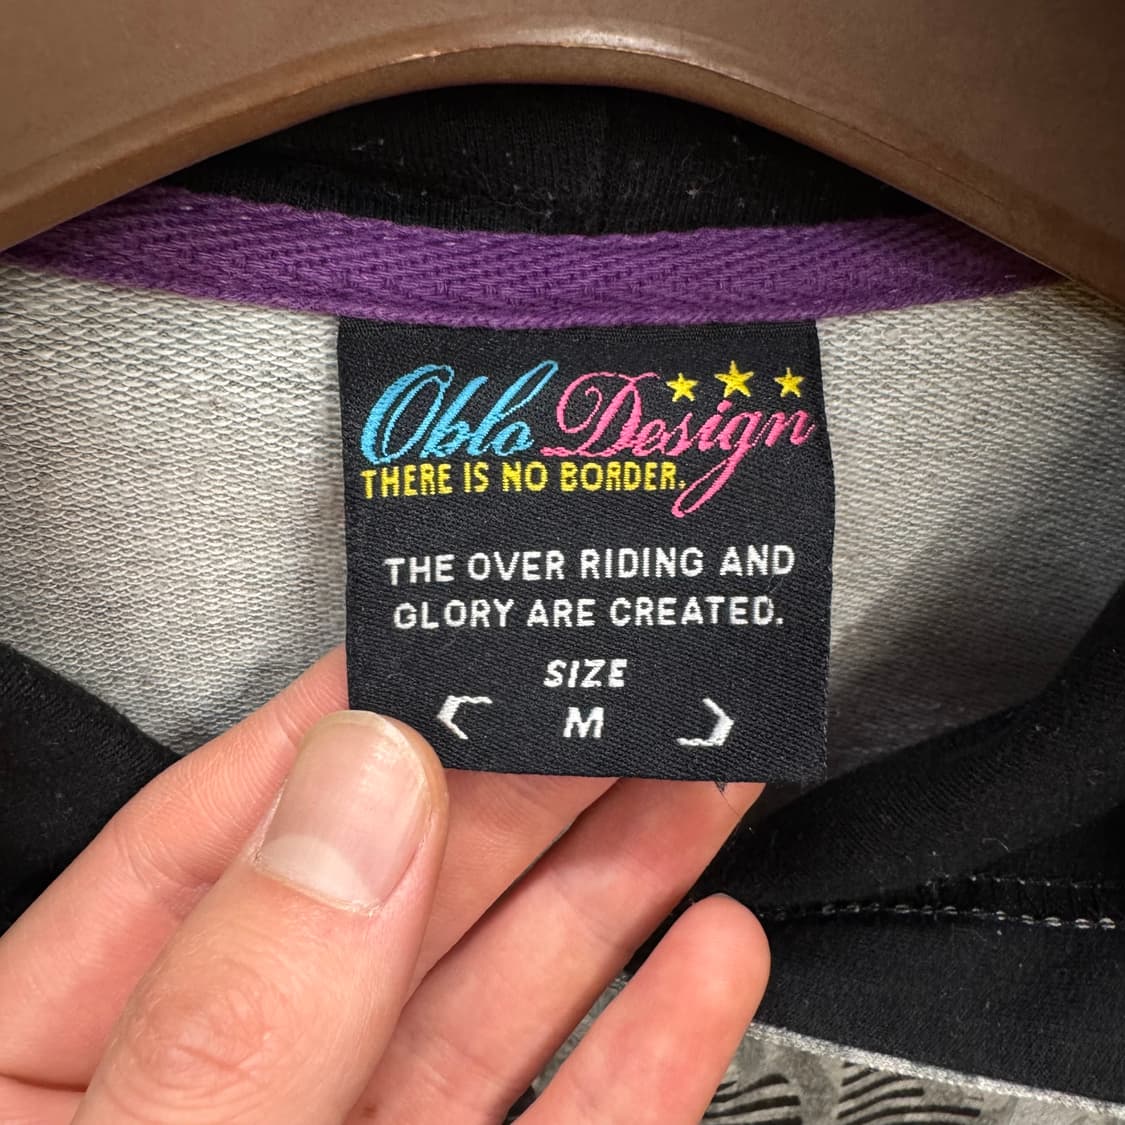 Oblo Design
THERE IS NO BORDER.
THE OVER RIDING AND
GLORY ARE CREATED.
SIZE
M